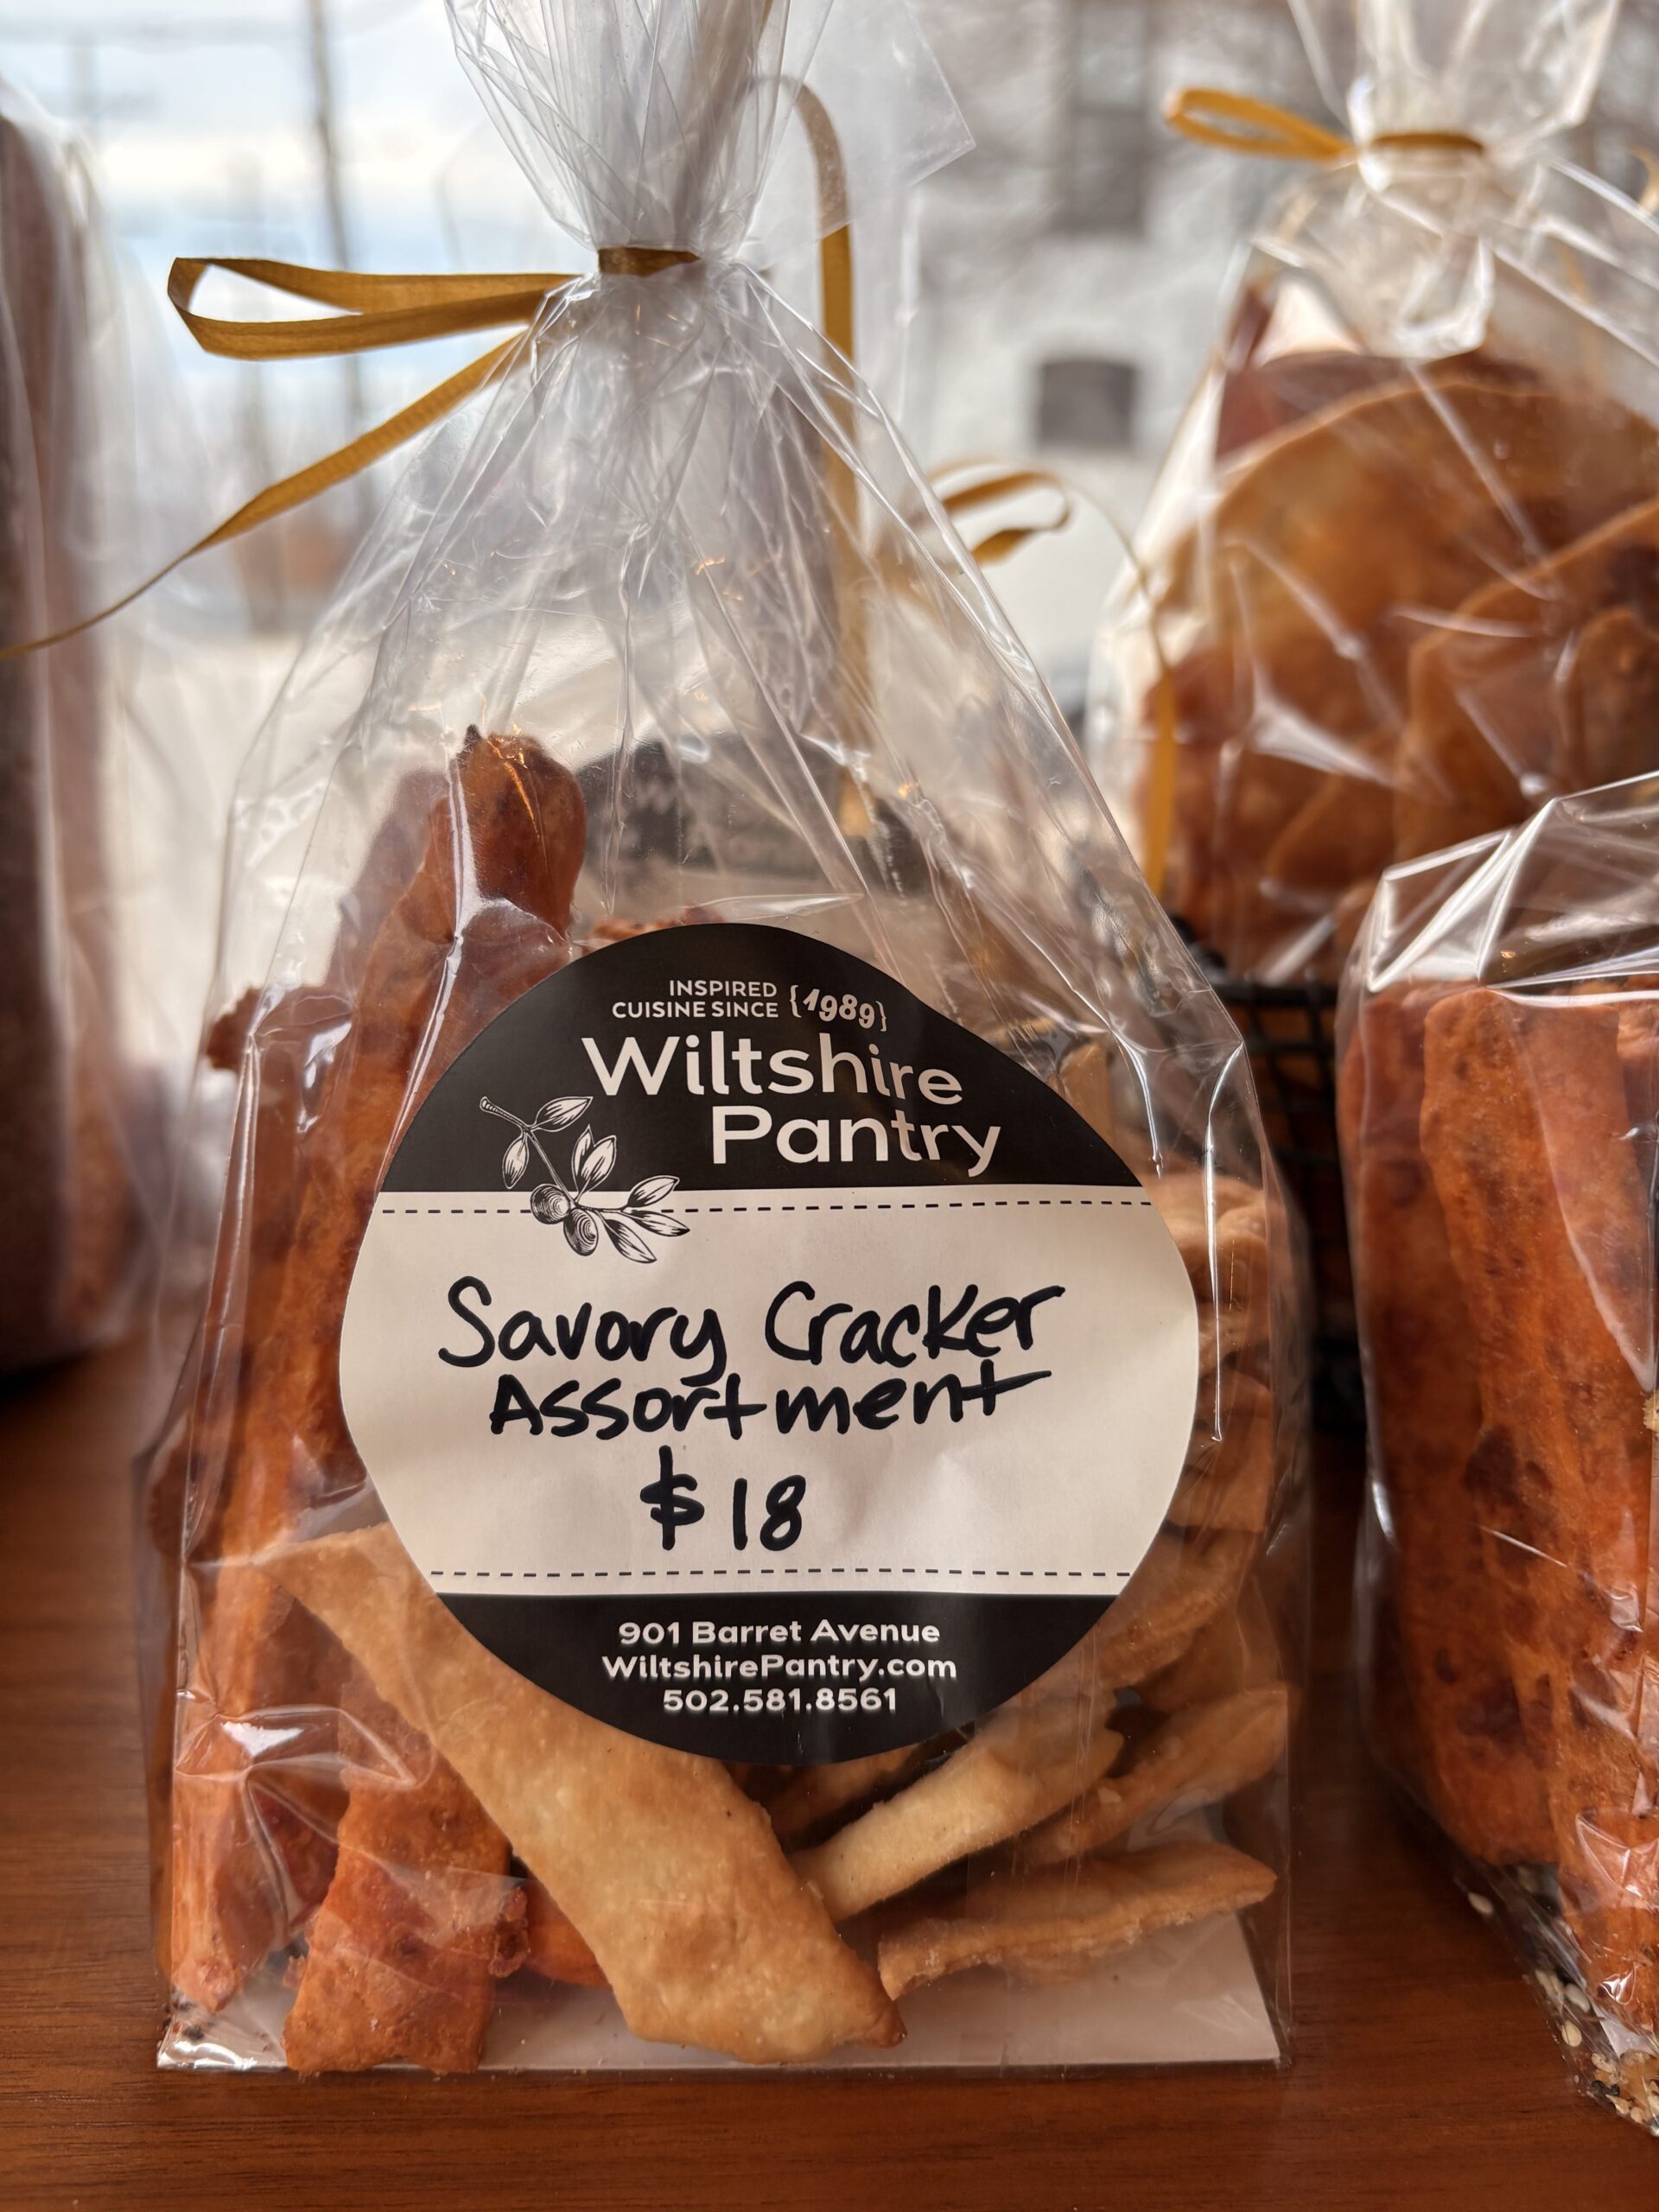 INSPIRED
CUISINE SINCE {1989}
Wiltshire
Pantry
Savory Cracker
Assortment
$18
901 Barret Avenue
WiltshirePantry.com
502.581.8561